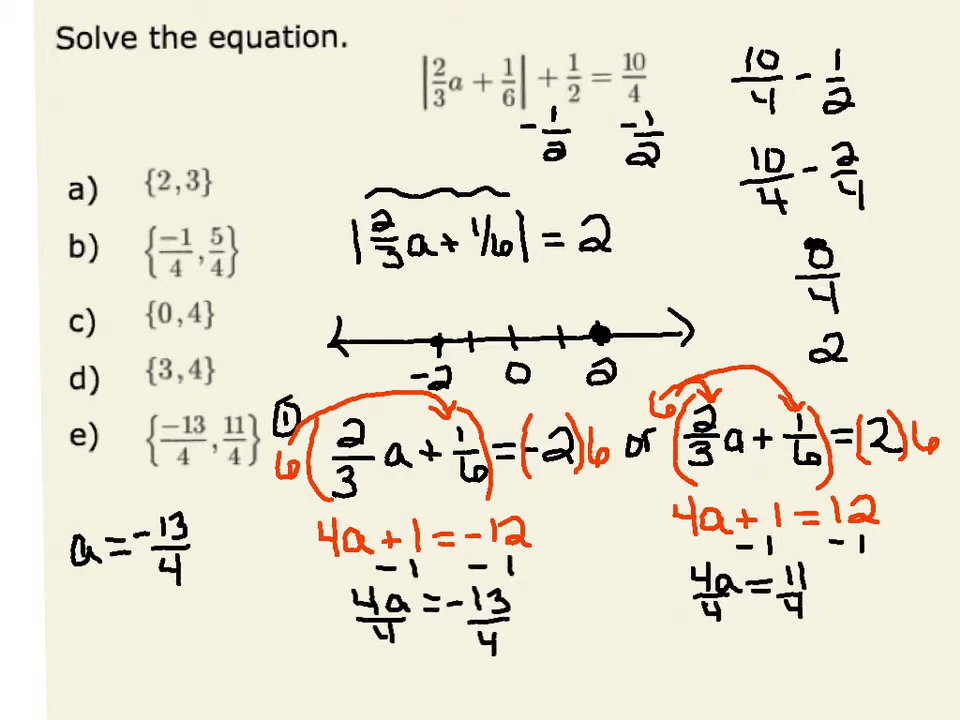 Solve the equation.
|2/3 a + 1/6| + 1/2 = 10/4
-1/2 -1/2
10/4 - 1/2
10/4 - 2/4
8/4
2
a) {2,3}
b) {-1/4, 5/4}
c) {0,4}
d) {3,4}
e) {-13/4, 11/4}
|2/3 a + 1/6| = 2
-2 0 2
1
6(2/3 a + 1/6) = (-2)6 or 6(2/3 a + 1/6) = (2)6
4a + 1 = -12
-1 -1
4a/4 = -13/4
4a + 1 = 12
-1 -1
4a/4 = 11/4
a = -13/4